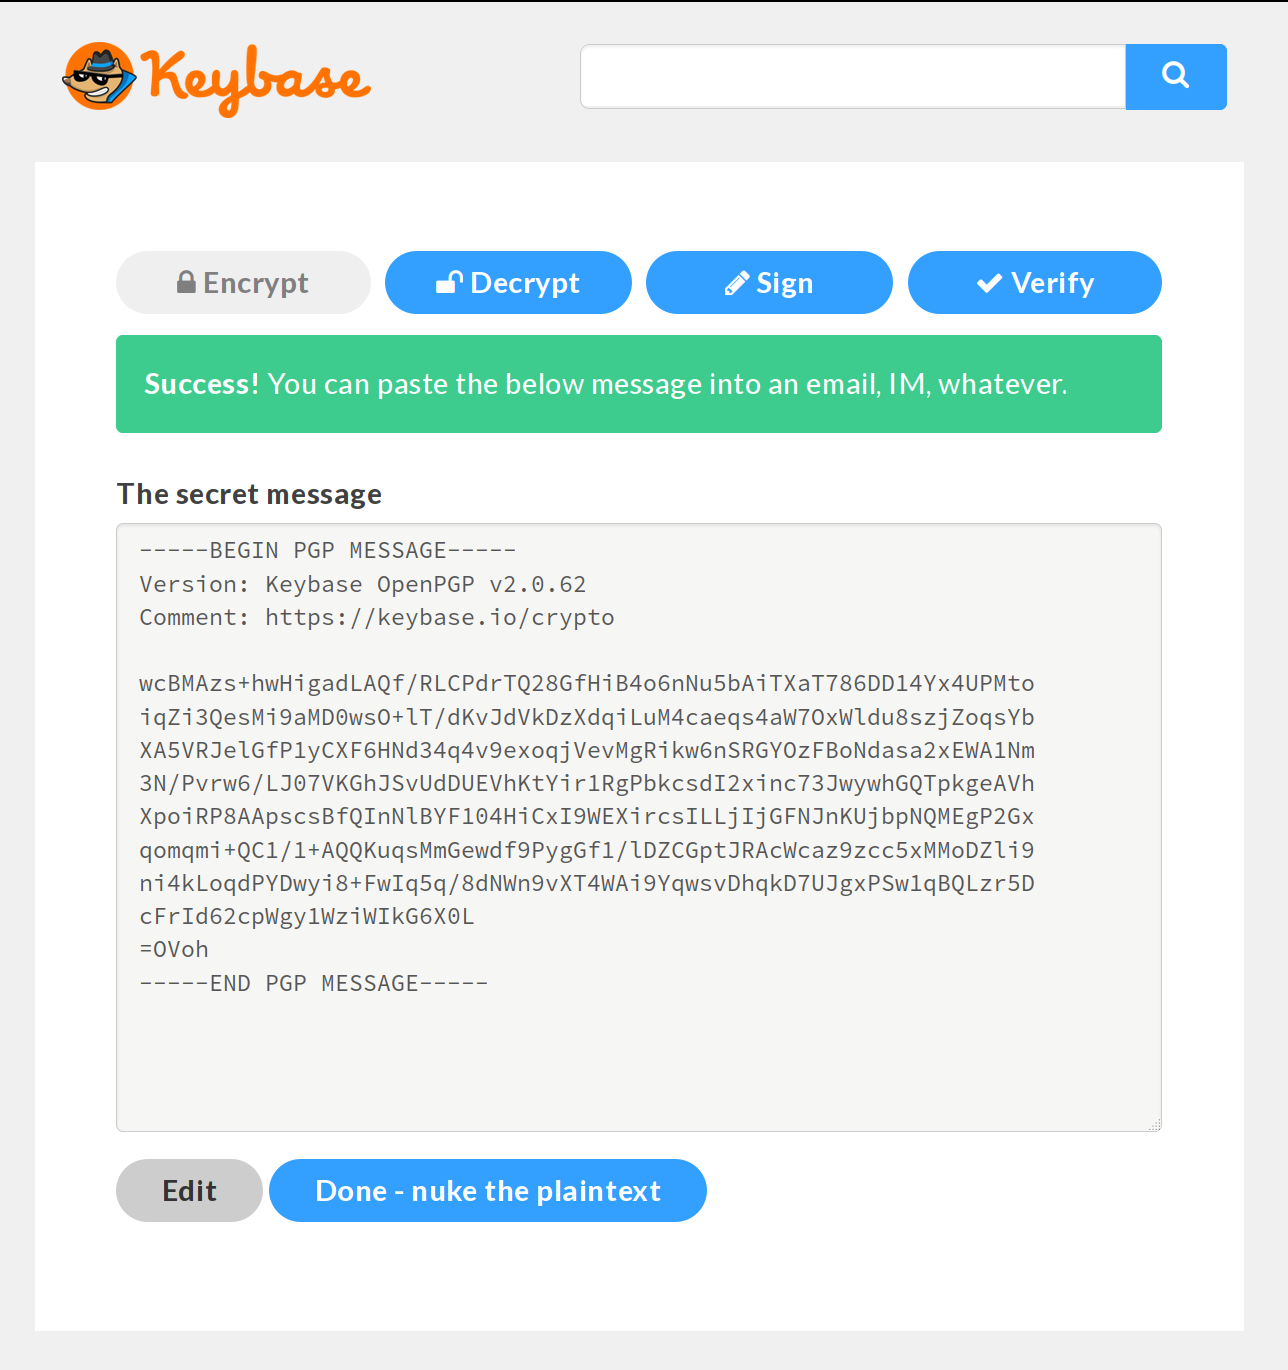 Keybase
Encrypt Decrypt Sign Verify
Success! You can paste the below message into an email, IM, whatever.
The secret message
-----BEGIN PGP MESSAGE-----
Version: Keybase OpenPGP v2.0.62
Comment: https://keybase.io/crypto
wcBMAzs+hwHigadLAQf/RLCPdrTQ28GfHiB4o6nNu5bAiTXaT786DD14Yx4UPMto
iqZi3QesMi9aMD0wsO+lT/dKvJdVkDzXdqiLuM4caeqs4aW7OxWldu8szjZoqsYb
XA5VRJelGfP1yCXF6HNd34q4v9exoqjVevMgRikw6nSRGYOzFBoNdasa2xEWA1Nm
3N/Pvrw6/LJ07VKGhJSvUdDUEVhKtYir1RgPbkcsdI2xinc73JwywhGQTpkgeAVh
XpoiRP8AApscsBfQInNlBYF104HiCxI9WEXircsILLjIjGFNJnKUjbpNQMEgP2Gx
qomqmi+QC1/1+AQQKuqsMmGewdf9PygGf1/lDZCGptJRAcWcaz9zcc5xMMoDZli9
ni4kLoqdPYDwyi8+FwIq5q/8dNWn9vXT4WAi9YqwsvDhqkD7UJgxPSw1qBQLzr5D
cFrId62cpWgy1WziWIkG6X0L
=OVoh
-----END PGP MESSAGE-----
Edit Done - nuke the plaintext